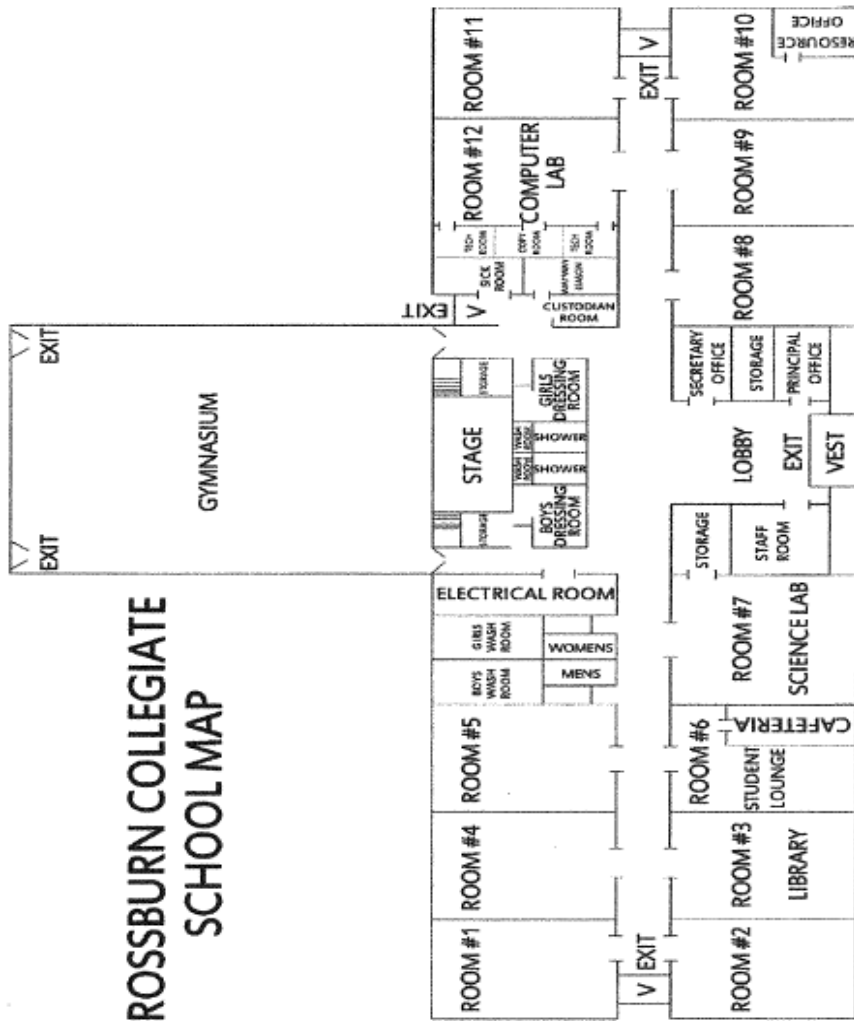 ROSSBURN COLLEGIATE
SCHOOL MAP
EXIT
GYMNASIUM
EXIT
ROOM #1
ROOM #4
ROOM #5
BOYS
WASH
ROOM
MENS
GIRLS
WASH
ROOM
WOMENS
ELECTRICAL ROOM
STORAGE
STAGE
STORAGE
BOYS
DRESSING
ROOM
WASH
ROOM
SHOWER
WASH
ROOM
SHOWER
GIRLS
DRESSING
ROOM
EXIT
V
SICK
ROOM
CUSTODIAN
ROOM
TECH
ROOM
COPY
ROOM
TECH
ROOM
ROOM #12
COMPUTER
LAB
ROOM #11
V
EXIT
EXIT
V
ROOM #2
ROOM #3
LIBRARY
ROOM #6
STUDENT
LOUNGE
CAFETERIA
ROOM #7
SCIENCE LAB
STORAGE
STAFF
ROOM
LOBBY
EXIT
VEST
SECRETARY
OFFICE
STORAGE
PRINCIPAL
OFFICE
ROOM #8
ROOM #9
ROOM #10
RESOURCE
OFFICE